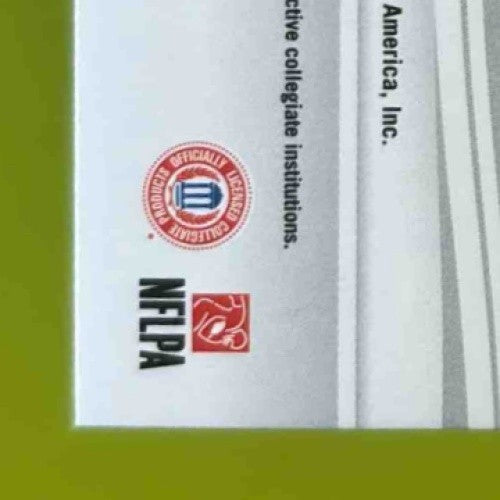 America, Inc.
ctive collegiate institutions.
OFFICIALLY LICENSED COLLEGIATE PRODUCTS
NFLPA